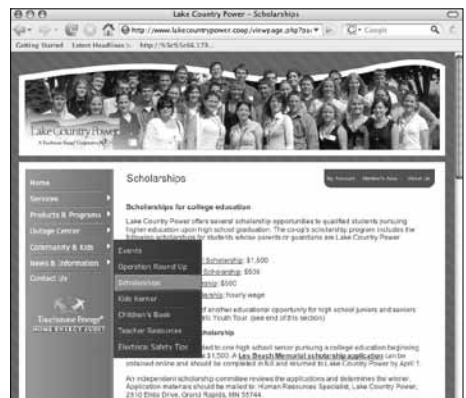 Lake Country Power – Scholarships
http://www.lakecountrypower.coop/viewpage.php?pa
Google
Getting Started Latest Headlines
Lake Country Power
A Touchstone Energy Cooperative
Home
Services
Products & Programs
Outage Center
Community & Kids
News & Information
Contact Us
Touchstone Energy
HOME ENERGY AUDIT
Events
Operation Round Up
Scholarships
Kids Korner
Children's Book
Teacher Resources
Electrical Safety Tips
Scholarships
My Account Member's Area About Us
Scholarships for college education
Lake Country Power offers several scholarship opportunities to qualified students pursuing
higher education upon high school graduation. The co-op's scholarship program includes the
following scholarships for students whose parents or guardians are Lake Country Power
Scholarship: $1,500
Scholarship: $500
: $500
: hourly wage
of another educational opportunity for high school juniors and seniors
Youth Tour. (see end of this section)
to one high school senior pursuing a college education beginning
$1,500. A Les Beach Memorial scholarship application can be
obtained online and should be completed in full and returned to Lake Country Power by April 1.
An independent scholarship committee reviews the applications and determines the winner.
Application materials should be mailed to: Human Resources Specialist, Lake Country Power,
2810 Elida Drive, Grand Rapids, MN 55744.